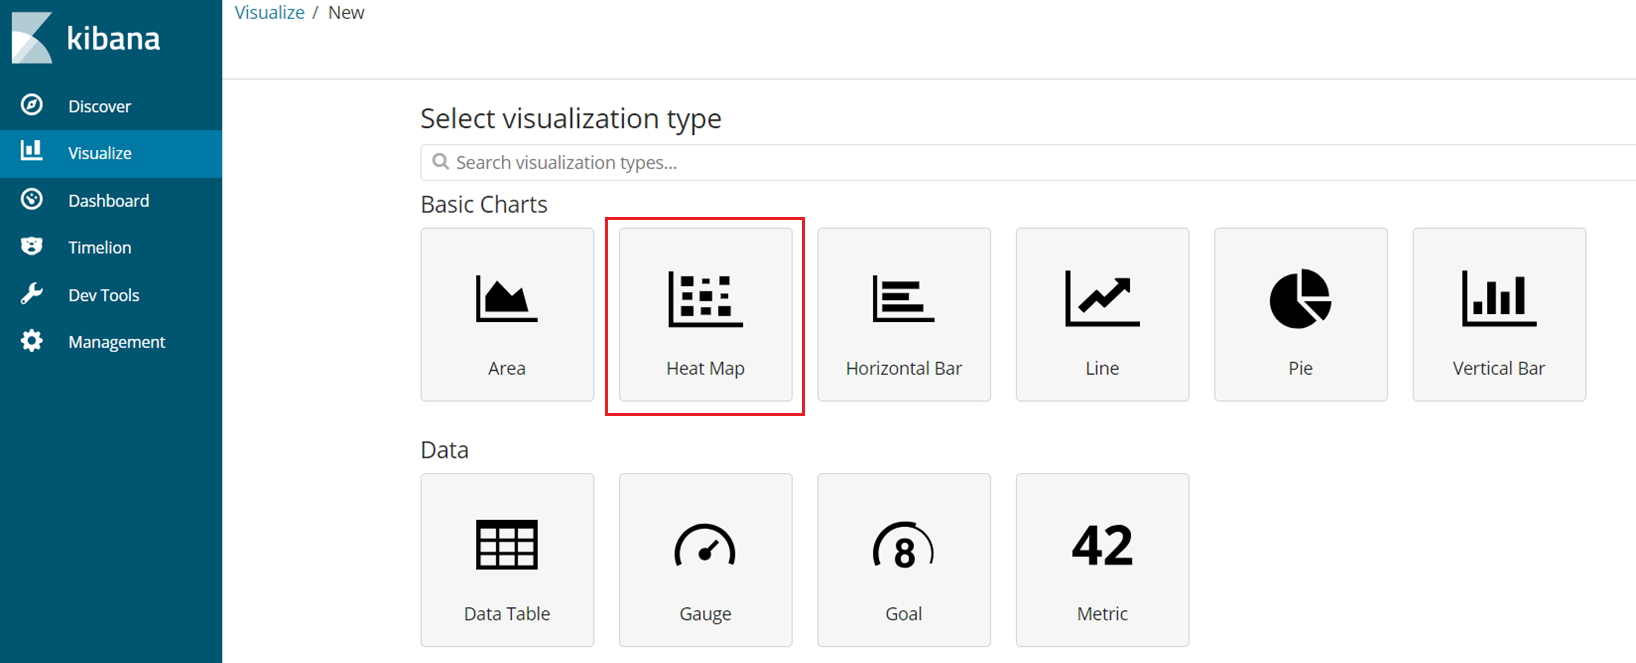 kibana
Discover
Visualize
Dashboard
Timelion
Dev Tools
Management
Visualize / New
Select visualization type
Search visualization types...
Basic Charts
Area
Heat Map
Horizontal Bar
Line
Pie
Vertical Bar
Data
8
42
Data Table
Gauge
Goal
Metric